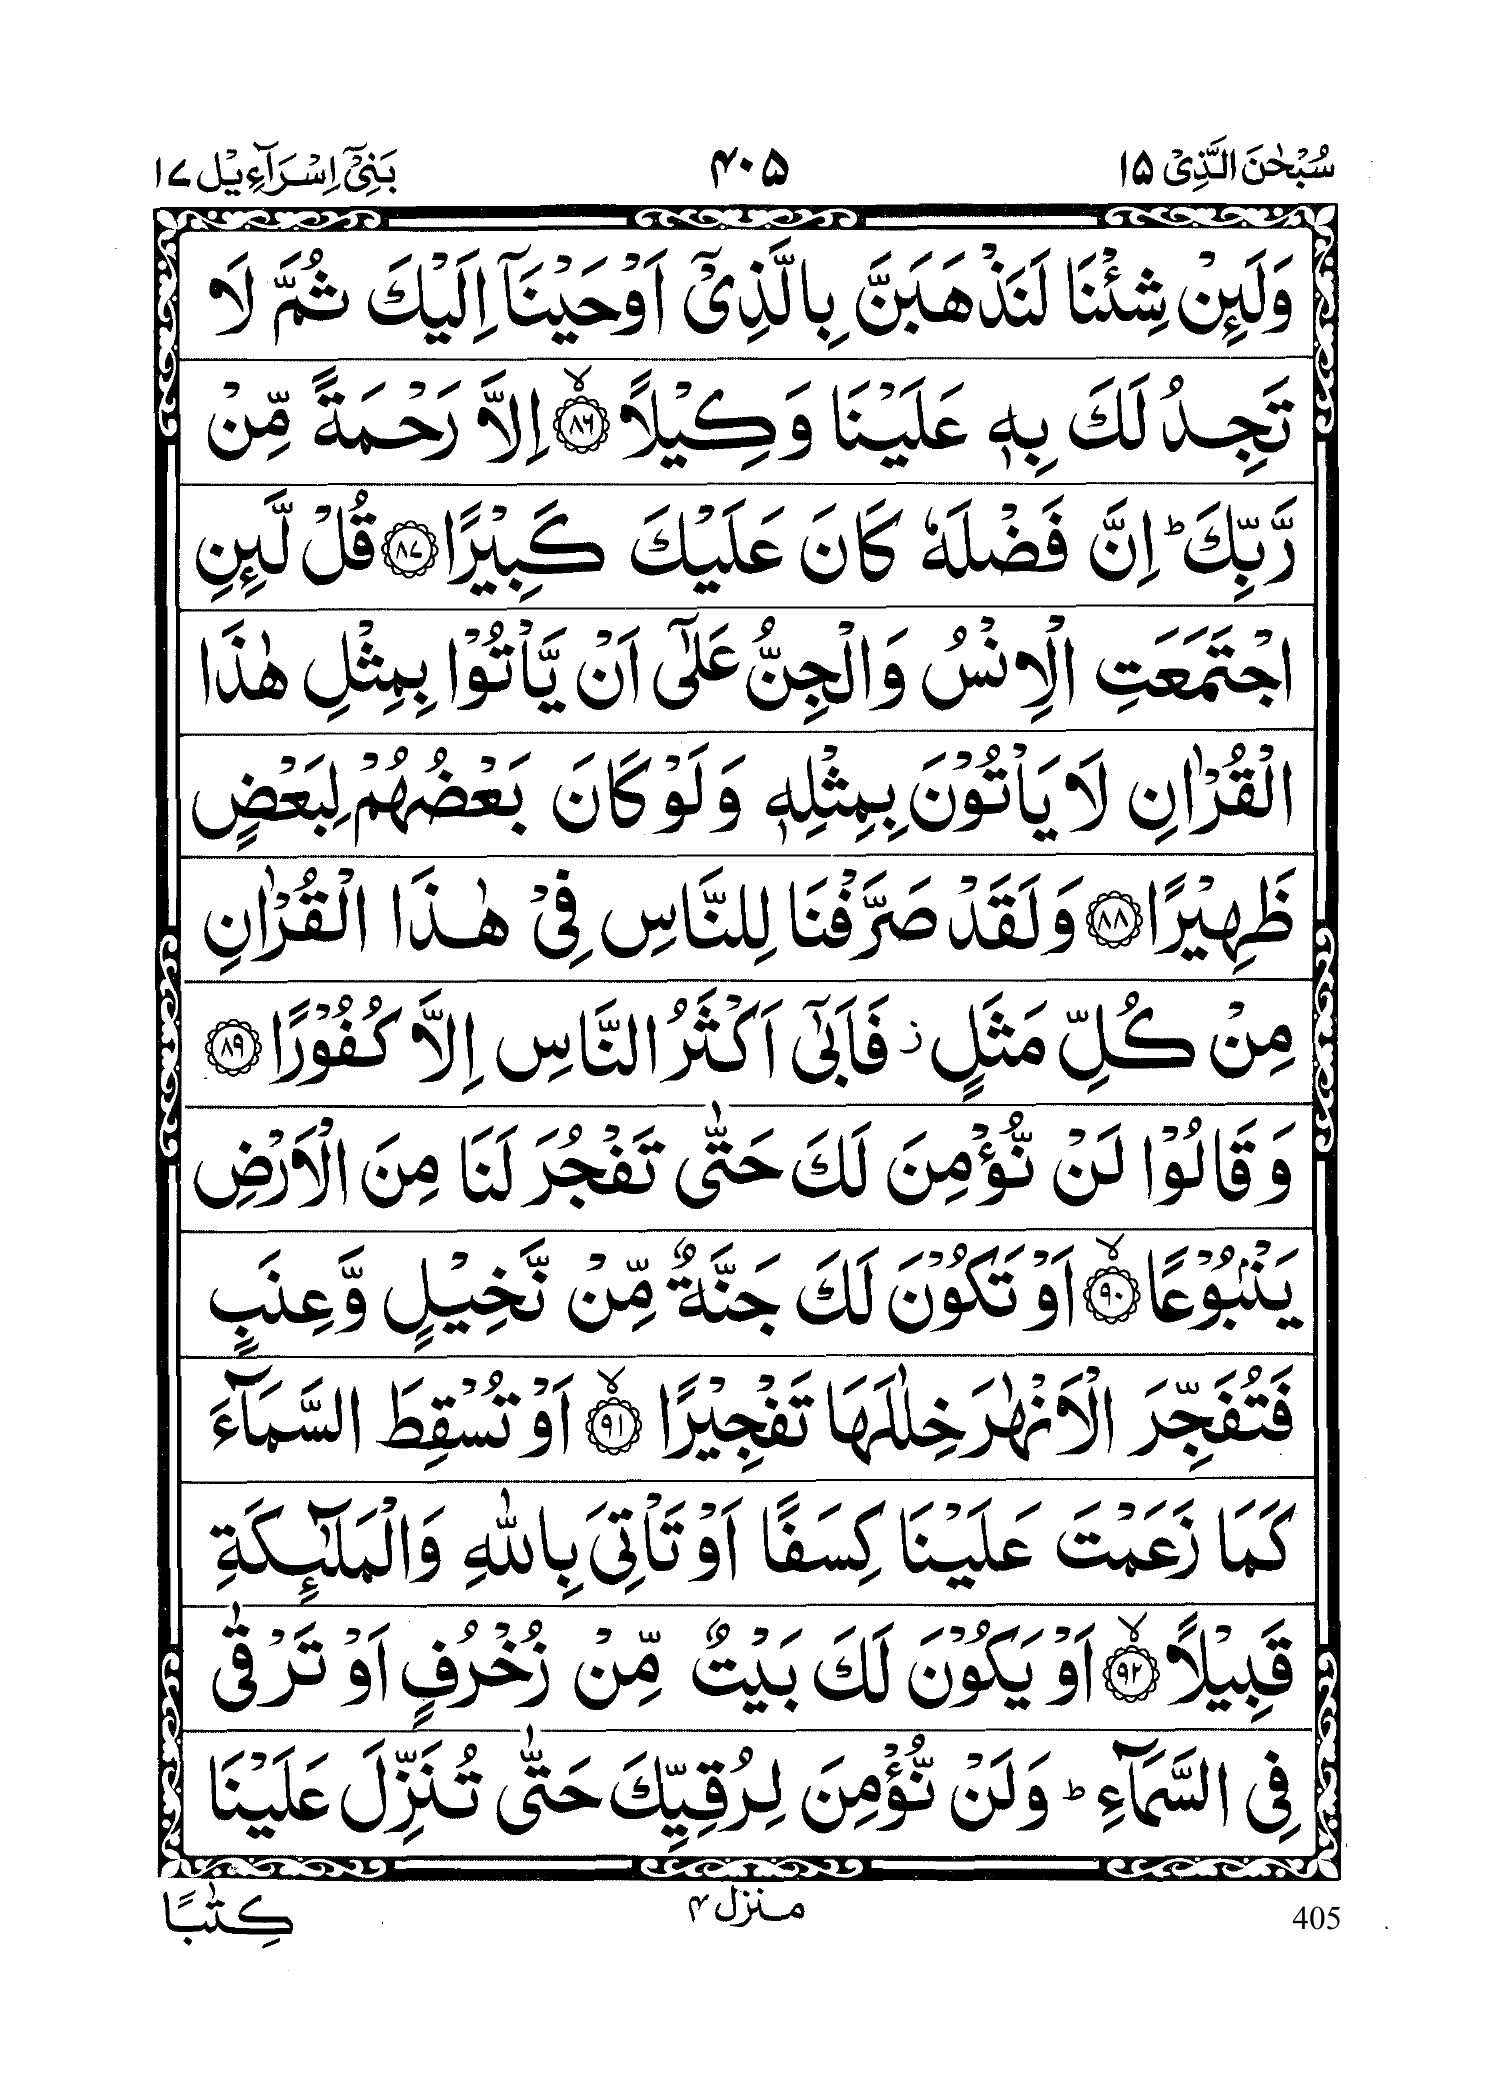 سُبْحٰنَ الَّذِیْ ۱۵
۴۰۵
بَنِیْٓ اِسْرَآءِیْل ۱۷
وَلَئِنْ شِئْنَا لَنَذْهَبَنَّ بِالَّذِیْۤ اَوْحَیْنَاۤ اِلَیْكَ ثُمَّ لَا
تَجِدُ لَكَ بِهٖ عَلَیْنَا وَكِیْلًا ۙ﴿۸۶﴾ اِلَّا رَحْمَةً مِّنْ
رَّبِّكَ ؕ اِنَّ فَضْلَهٗ كَانَ عَلَیْكَ كَبِیْرًا ﴿۸۷﴾ قُلْ لَّئِنِ
اجْتَمَعَتِ الْاِنْسُ وَالْجِنُّ عَلٰۤی اَنْ یَّاْتُوْا بِمِثْلِ هٰذَا
الْقُرْاٰنِ لَا یَاْتُوْنَ بِمِثْلِهٖ وَلَوْ كَانَ بَعْضُهُمْ لِبَعْضٍ
ظَهِیْرًا ﴿۸۸﴾ وَلَقَدْ صَرَّفْنَا لِلنَّاسِ فِیْ هٰذَا الْقُرْاٰنِ
مِنْ كُلِّ مَثَلٍ ؗ فَاَبٰۤی اَكْثَرُ النَّاسِ اِلَّا كُفُوْرًا ﴿۸۹﴾
وَقَالُوْا لَنْ نُّؤْمِنَ لَكَ حَتّٰی تَفْجُرَ لَنَا مِنَ الْاَرْضِ
یَنْۢبُوْعًا ۙ﴿۹۰﴾ اَوْ تَكُوْنَ لَكَ جَنَّةٌ مِّنْ نَّخِیْلٍ وَّعِنَبٍ
فَتُفَجِّرَ الْاَنْهٰرَ خِلٰلَهَا تَفْجِیْرًا ۙ﴿۹۱﴾ اَوْ تُسْقِطَ السَّمَآءَ
كَمَا زَعَمْتَ عَلَیْنَا كِسَفًا اَوْ تَاْتِیَ بِاللّٰهِ وَالْمَلٰٓئِكَةِ
قَبِیْلًا ۙ﴿۹۲﴾ اَوْ یَكُوْنَ لَكَ بَیْتٌ مِّنْ زُخْرُفٍ اَوْ تَرْقٰی
فِی السَّمَآءِ ؕ وَلَنْ نُّؤْمِنَ لِرُقِیِّكَ حَتّٰی تُنَزِّلَ عَلَیْنَا
405
منزل ۴
كِتٰبًا